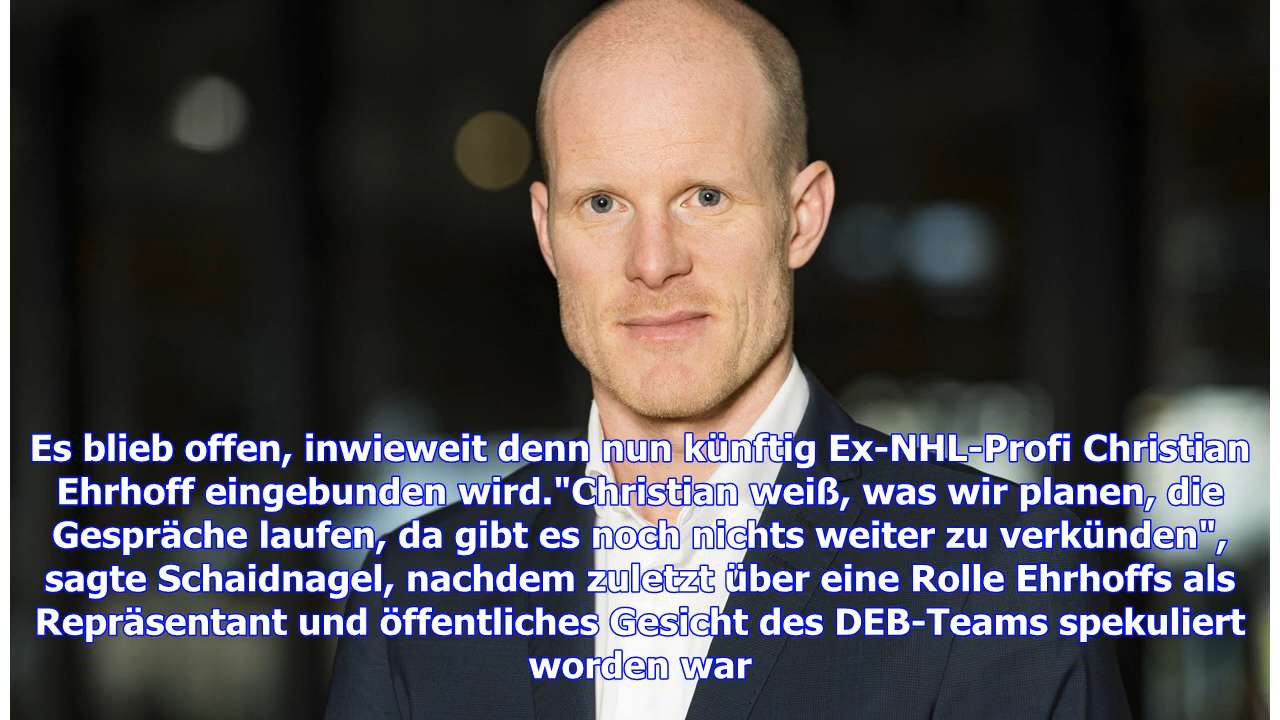 Es blieb offen, inwieweit denn nun künftig Ex-NHL-Profi Christian
Ehrhoff eingebunden wird."Christian weiß, was wir planen, die
Gespräche laufen, da gibt es noch nichts weiter zu verkünden",
sagte Schaidnagel, nachdem zuletzt über eine Rolle Ehrhoffs als
Repräsentant und öffentliches Gesicht des DEB-Teams spekuliert
worden war